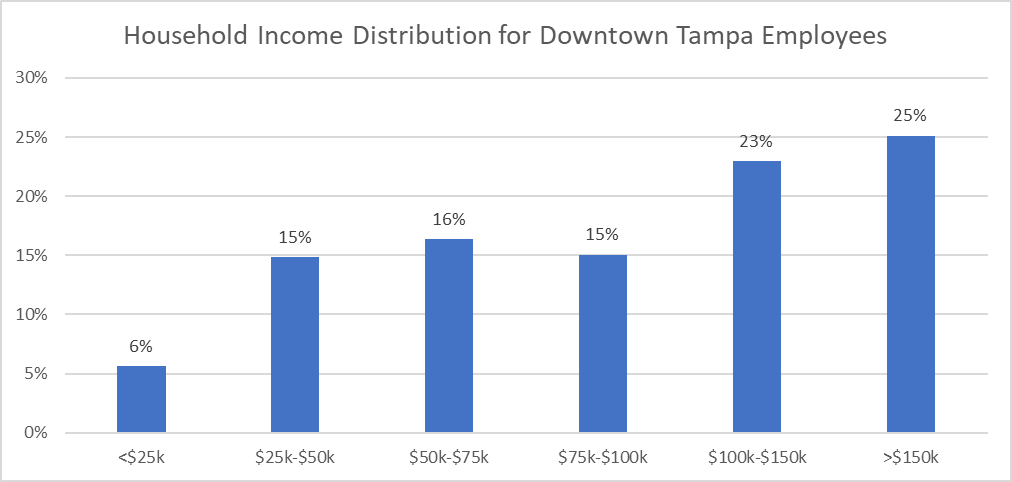 Household Income Distribution for Downtown Tampa Employees
30%
25%
20%
15%
10%
5%
0%
6%
15%
16%
15%
23%
25%
<$25k
$25k-$50k
$50k-$75k
$75k-$100k
$100k-$150k
>$150k